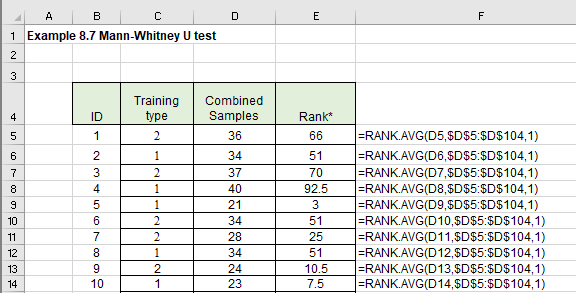 A B C D E F
1 Example 8.7 Mann-Whitney U test
2
3
4 ID Training type Combined Samples Rank*
5 1 2 36 66 =RANK.AVG(D5,$D$5:$D$104,1)
6 2 1 34 51 =RANK.AVG(D6,$D$5:$D$104,1)
7 3 2 37 70 =RANK.AVG(D7,$D$5:$D$104,1)
8 4 1 40 92.5 =RANK.AVG(D8,$D$5:$D$104,1)
9 5 1 21 3 =RANK.AVG(D9,$D$5:$D$104,1)
10 6 2 34 51 =RANK.AVG(D10,$D$5:$D$104,1)
11 7 2 28 25 =RANK.AVG(D11,$D$5:$D$104,1)
12 8 1 34 51 =RANK.AVG(D12,$D$5:$D$104,1)
13 9 2 24 10.5 =RANK.AVG(D13,$D$5:$D$104,1)
14 10 1 23 7.5 =RANK.AVG(D14,$D$5:$D$104,1)